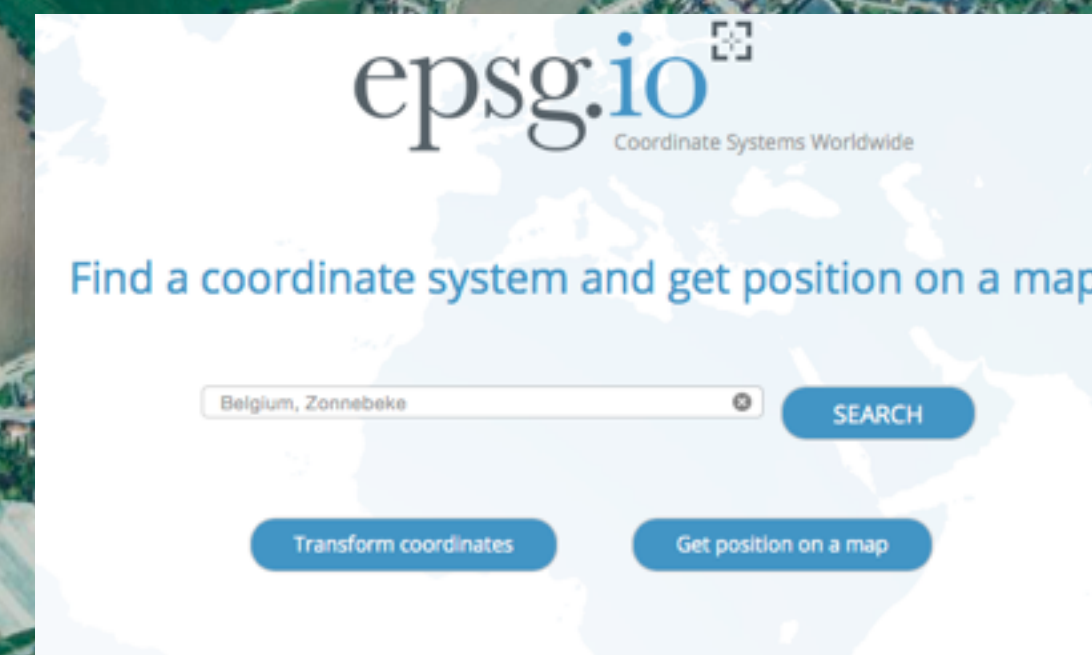 epsg.io
Coordinate Systems Worldwide
Find a coordinate system and get position on a map
Belgium, Zonnebeke
SEARCH
Transform coordinates
Get position on a map